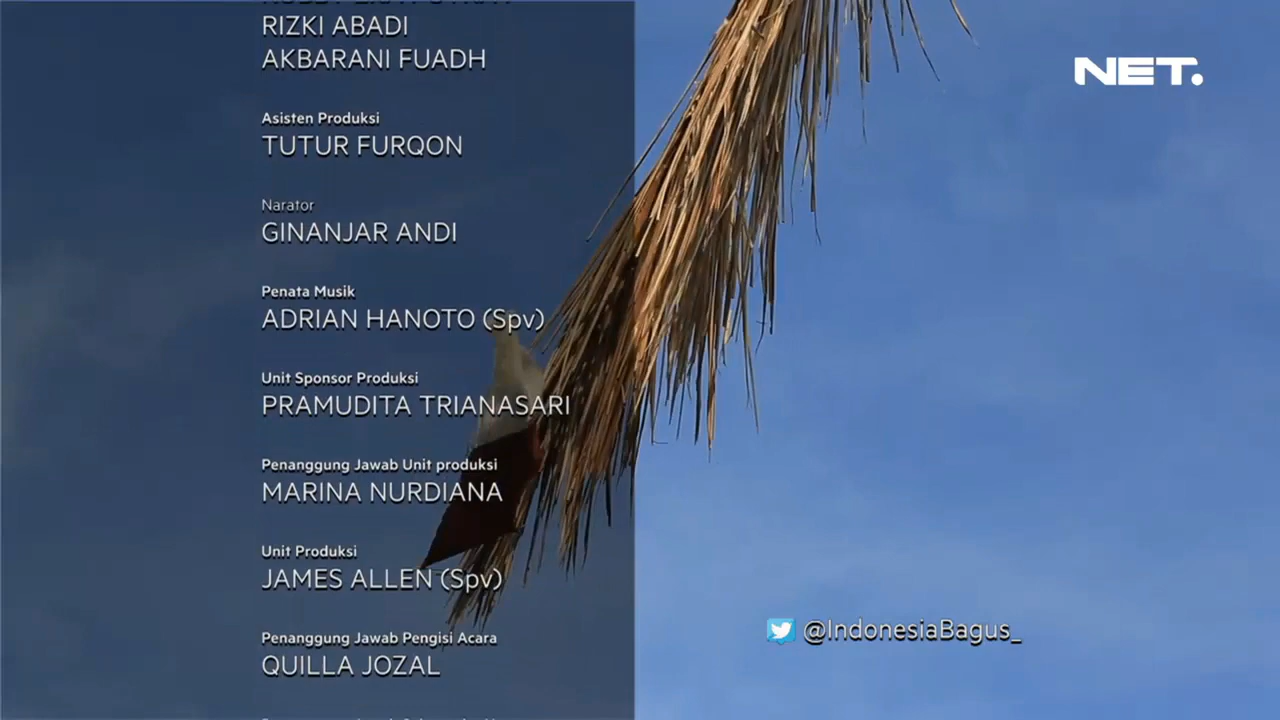 RIZKI ABADI
AKBARANI FUADH
Asisten Produksi
TUTUR FURQON
Narator
GINANJAR ANDI
Penata Musik
ADRIAN HANOTO (Spv)
Unit Sponsor Produksi
PRAMUDITA TRIANASARI
Penanggung Jawab Unit produksi
MARINA NURDIANA
Unit Produksi
JAMES ALLEN (Spv)
Penanggung Jawab Pengisi Acara
QUILLA JOZAL
NET.
@IndonesiaBagus_